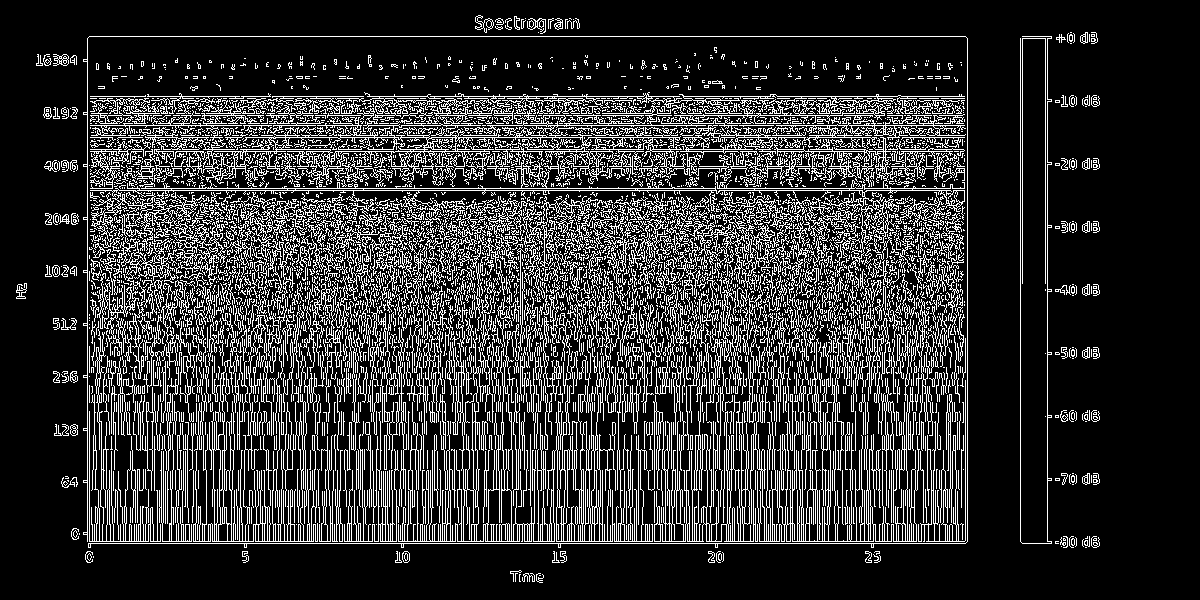 Spectrogram
16384
8192
4096
2048
1024
512
256
128
64
0
Hz
0 5 10 15 20 25
Time
+0 dB
-10 dB
-20 dB
-30 dB
-40 dB
-50 dB
-60 dB
-70 dB
-80 dB